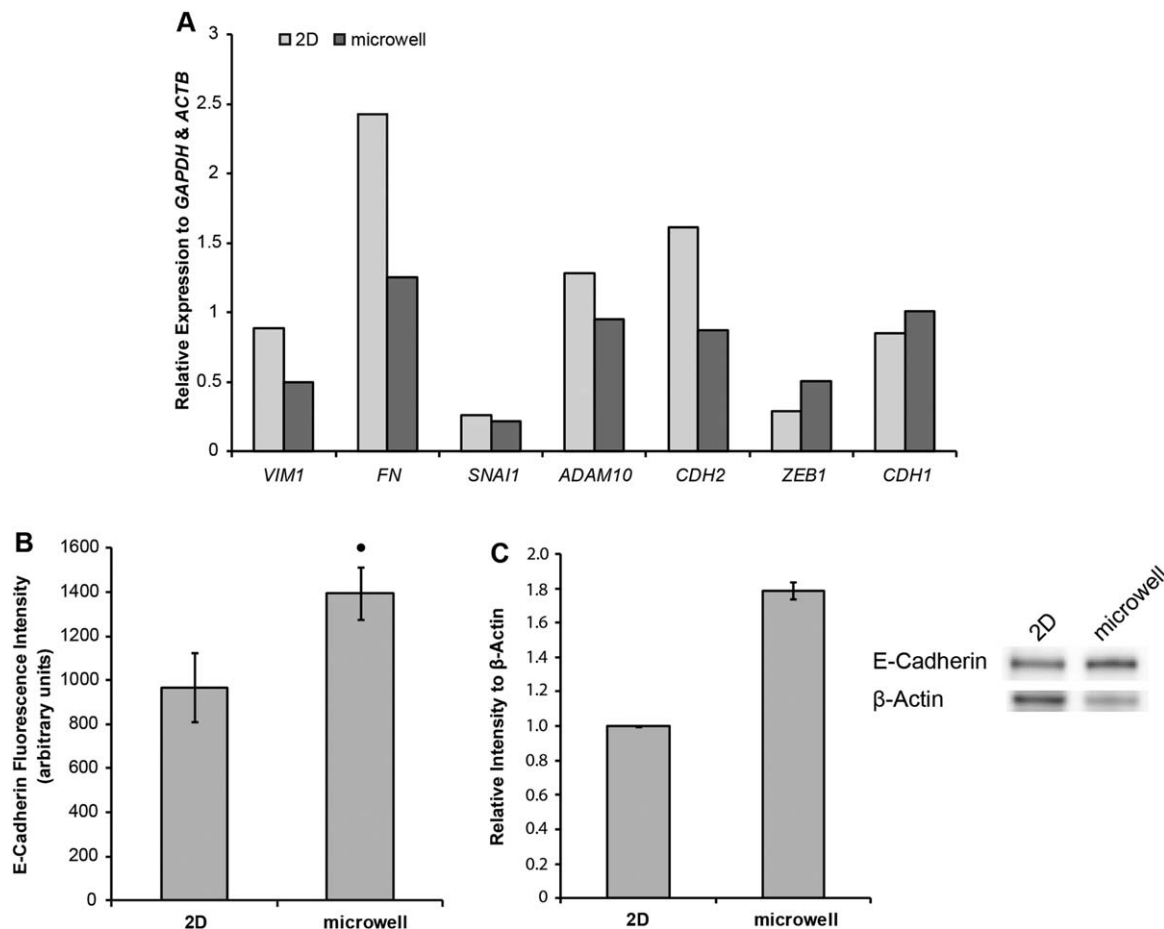 A
3
2D microwell
2.5
2
1.5
1
0.5
0
Relative Expression to GAPDH & ACTB
VIM1 FN SNAI1 ADAM10 CDH2 ZEB1 CDH1
B
1600
1400
1200
1000
800
600
400
200
0
E-Cadherin Fluorescence Intensity
(arbitrary units)
2D microwell
C
2.0
1.8
1.6
1.4
1.2
1.0
0.8
0.6
0.4
0.2
0
Relative Intensity to β-Actin
2D microwell
2D microwell
E-Cadherin
β-Actin